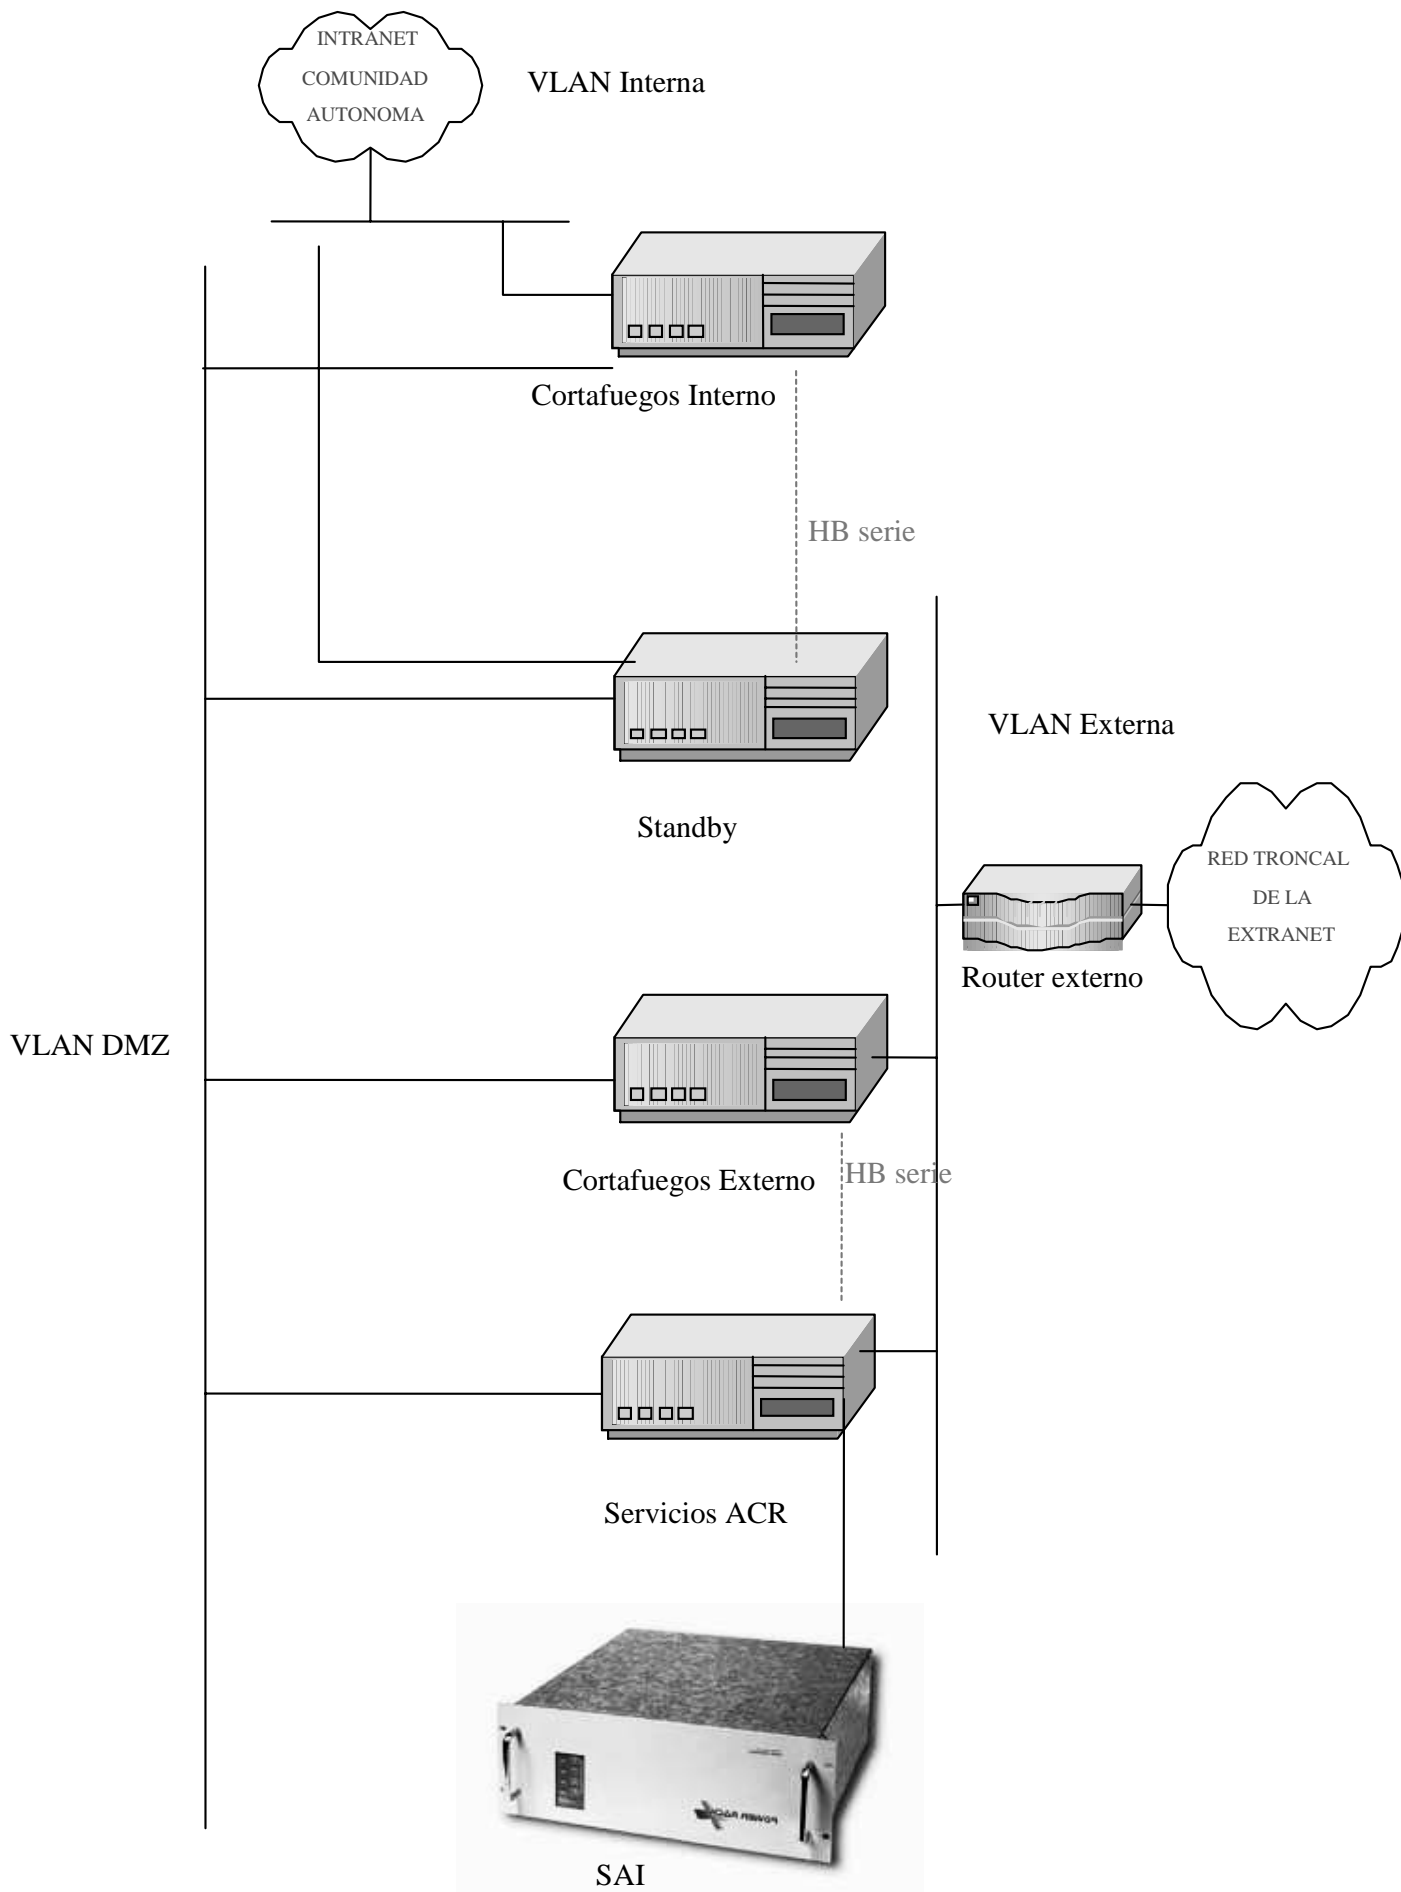 INTRANET
COMUNIDAD
AUTONOMA
VLAN Interna
Cortafuegos Interno
HB serie
Standby
VLAN Externa
RED TRONCAL
DE LA
EXTRANET
Router externo
VLAN DMZ
Cortafuegos Externo
HB serie
Servicios ACR
SAI